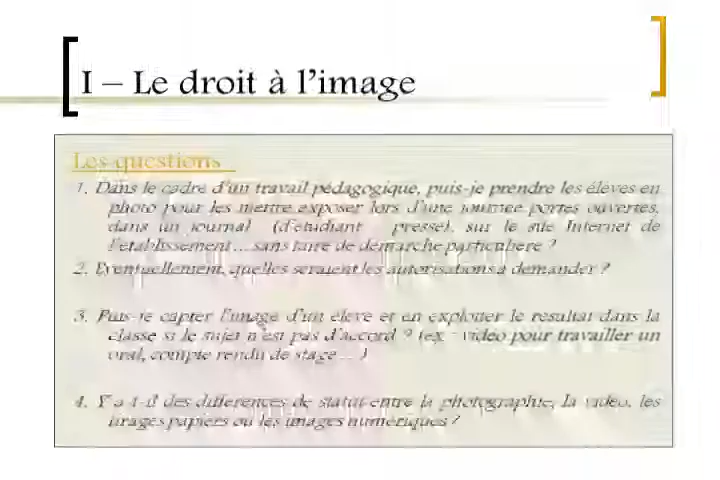 I – Le droit à l'image
Les questions
1. Dans le cadre d'un travail pédagogique, puis-je prendre les élèves en
photo pour les mettre exposer lors d'une journée portes ouvertes,
dans un journal (d'étudiant, presse), sur le site Internet de
l'établissement…sans faire de démarche particulière ?
2. Eventuellement, quelles seraient les autorisations à demander ?
3. Puis-je capter l'image d'un élève et en exploiter le résultat dans la
classe si le sujet n'est pas d'accord ? (ex : vidéo pour travailler un
oral, compte rendu de stage… )
4. Y a-t-il des différences de statut entre la photographie, la vidéo, les
tirages papiers ou les images numériques ?